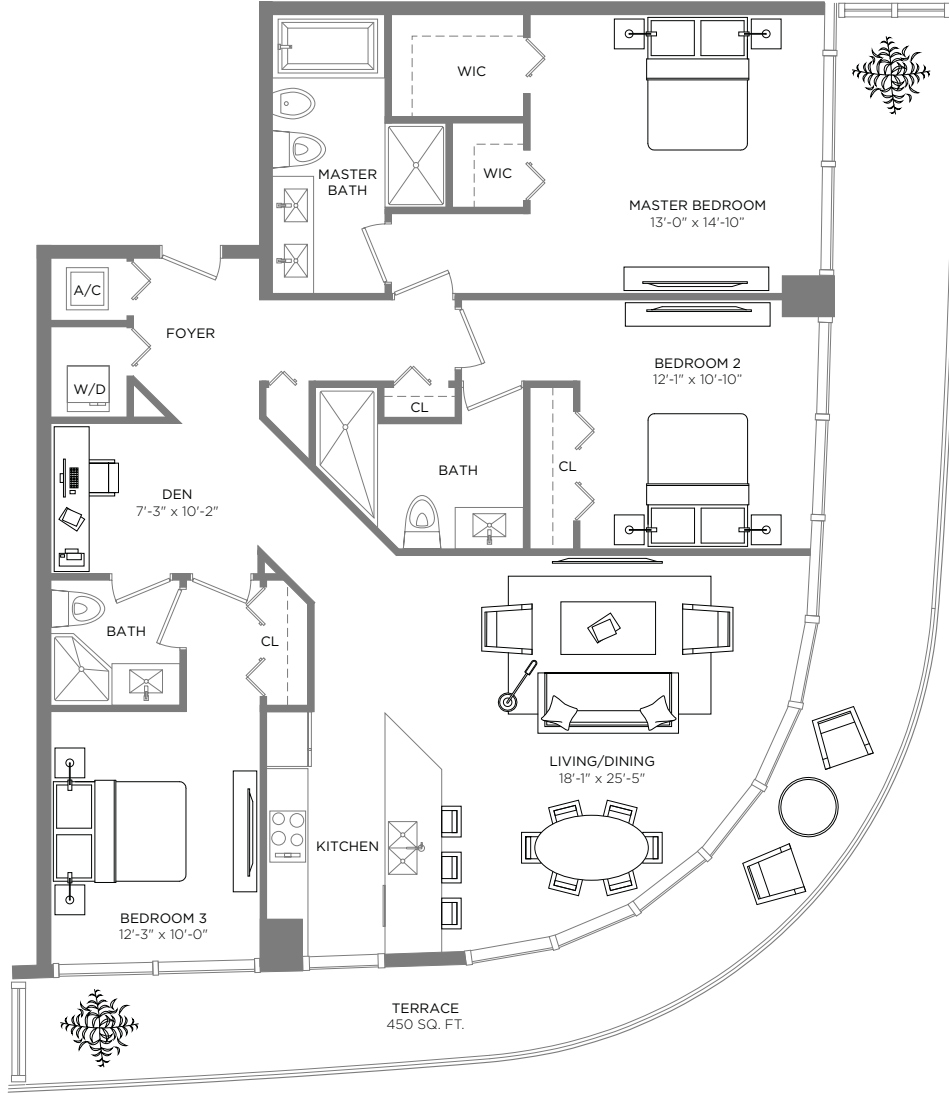 WIC
WIC
MASTER
BATH
MASTER BEDROOM
13'-0" x 14'-10"
A/C
FOYER
W/D
BEDROOM 2
12'-1" x 10'-10"
CL
BATH
CL
DEN
7'-3" x 10'-2"
BATH
CL
LIVING/DINING
18'-1" x 25'-5"
KITCHEN
BEDROOM 3
12'-3" x 10'-0"
TERRACE
450 SQ. FT.